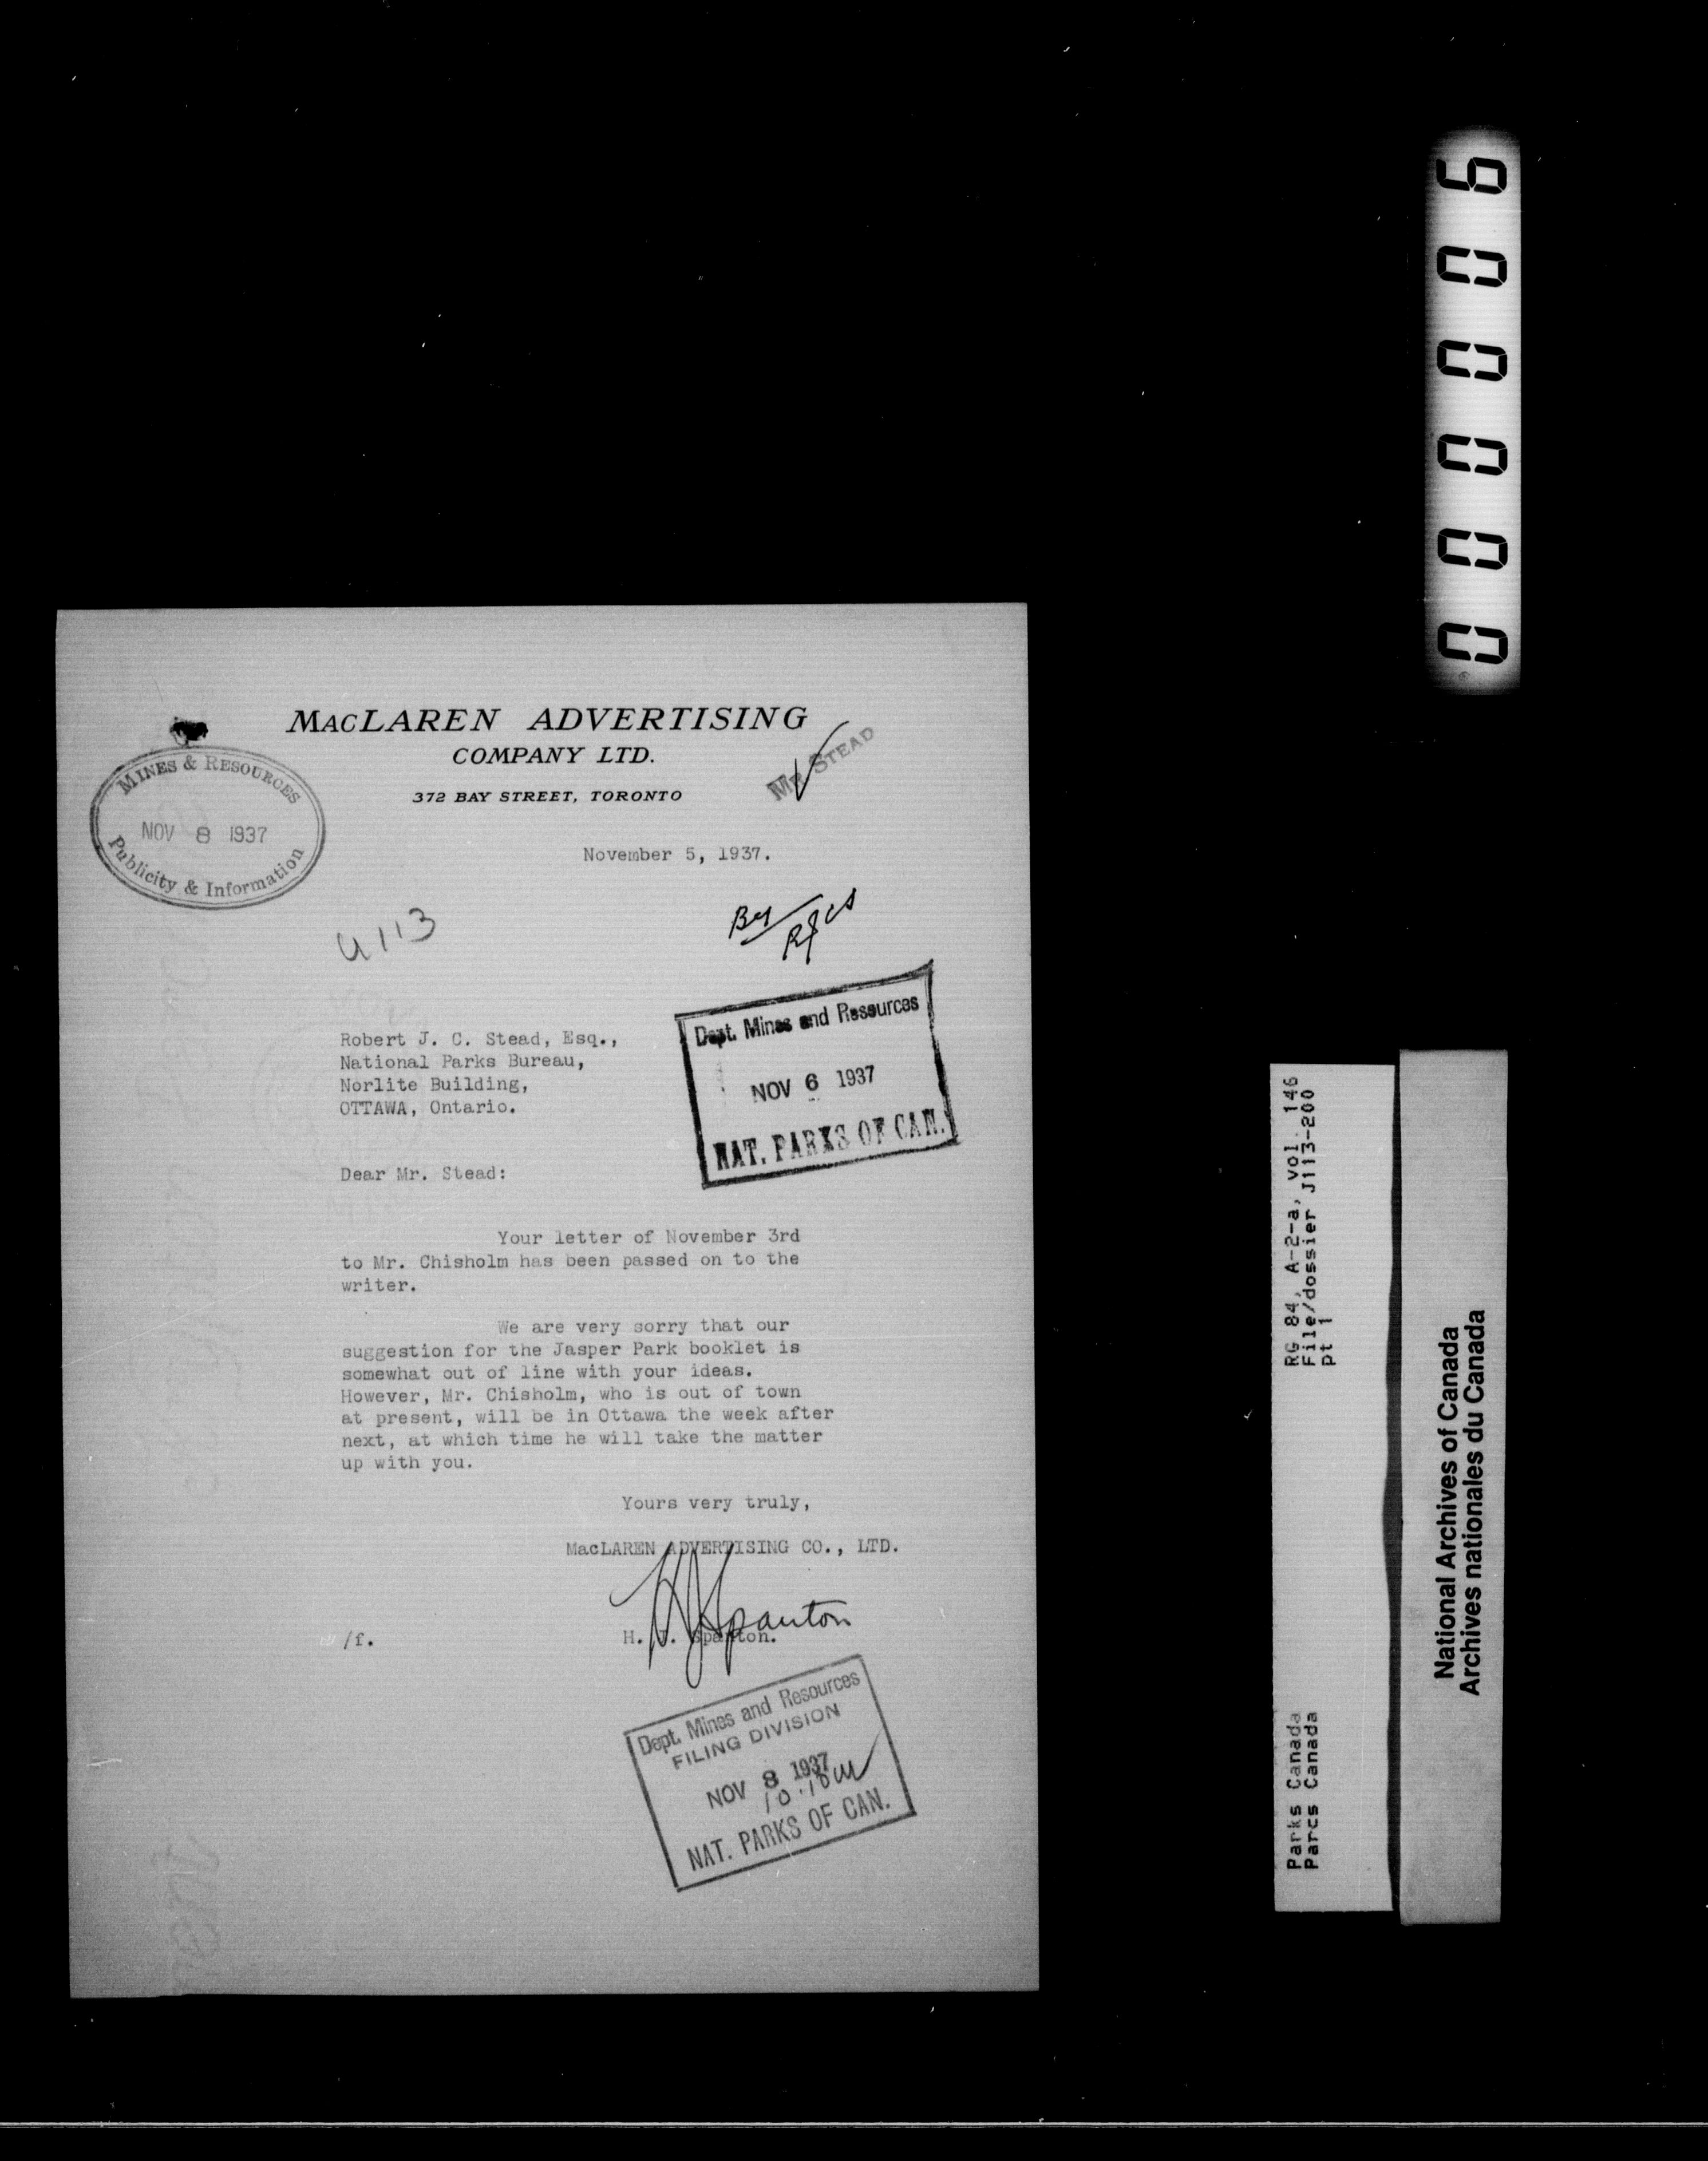 MACLAREN ADVERTISING
COMPANY LTD.
372 BAY STREET, TORONTO
MR STEAD
MINES & RESOURCES
NOV 8 1937
Publicity & Information
November 5, 1937.
U113
Dept. Mines and Resources
NOV 6 1937
NAT. PARKS OF CAN.
Robert J. C. Stead, Esq.,
National Parks Bureau,
Norlite Building,
OTTAWA, Ontario.
Dear Mr. Stead:
Your letter of November 3rd
to Mr. Chisholm has been passed on to the
writer.
We are very sorry that our
suggestion for the Jasper Park booklet is
somewhat out of line with your ideas.
However, Mr. Chisholm, who is out of town
at present, will be in Ottawa the week after
next, at which time he will take the matter
up with you.
Yours very truly,
MacLAREN ADVERTISING CO., LTD.
HJSpanton
H. J. Spanton.
/f.
Dept. Mines and Resources
FILING DIVISION
NOV 8 1937
NAT. PARKS OF CAN.
000006
RG 84, A-2-a, vol. 146
File/dossier J113-200
pt 1
Parks Canada
Parcs Canada
National Archives of Canada
Archives nationales du Canada